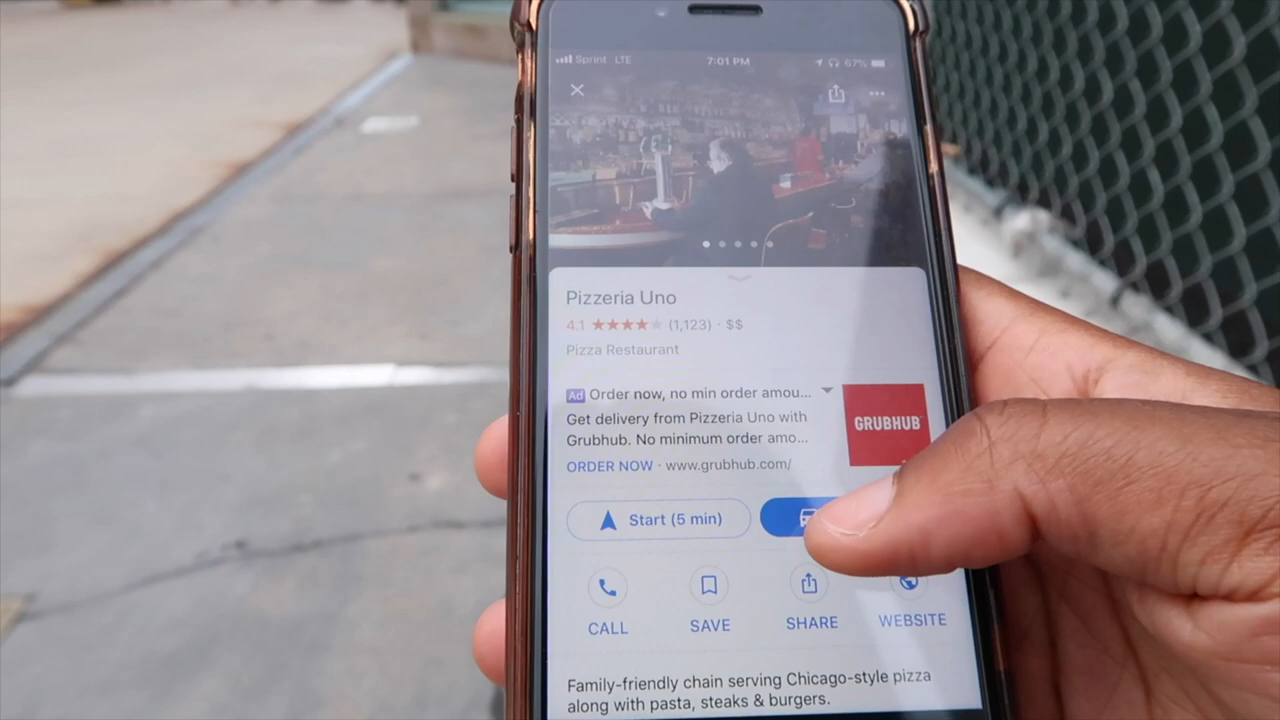 Sprint LTE 7:01 PM 67%
Pizzeria Uno
4.1 ★★★★★ (1,123) · $$
Pizza Restaurant
Ad Order now, no min order amou...
Get delivery from Pizzeria Uno with
Grubhub. No minimum order amo...
ORDER NOW · www.grubhub.com/
GRUBHUB
Start (5 min)
CALL SAVE SHARE WEBSITE
Family-friendly chain serving Chicago-style pizza
along with pasta, steaks & burgers.